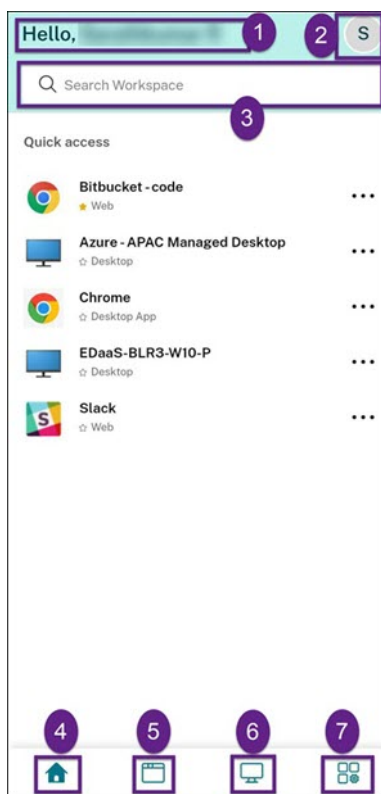 Hello,
1
2
S
Search Workspace
3
Quick access
Bitbucket - code
Web
Azure - APAC Managed Desktop
Desktop
Chrome
Desktop App
EDaaS-BLR3-W10-P
Desktop
Slack
Web
4
5
6
7